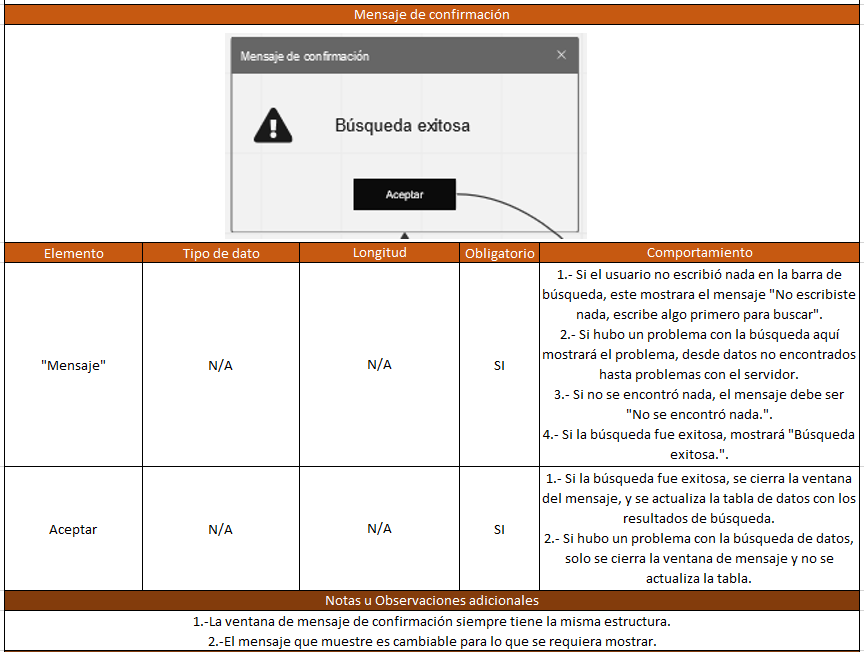 Mensaje de confirmación
Mensaje de confirmación
Búsqueda exitosa
Aceptar
Elemento Tipo de dato Longitud Obligatorio Comportamiento
"Mensaje" N/A N/A SI
1.- Si el usuario no escribió nada en la barra de
búsqueda, este mostrara el mensaje "No escribiste
nada, escribe algo primero para buscar".
2.- Si hubo un problema con la búsqueda aquí
mostrará el problema, desde datos no encontrados
hasta problemas con el servidor.
3.- Si no se encontró nada, el mensaje debe ser
"No se encontró nada.".
4.- Si la búsqueda fue exitosa, mostrará "Búsqueda
exitosa.".
Aceptar N/A N/A SI
1.- Si la búsqueda fue exitosa, se cierra la ventana
del mensaje, y se actualiza la tabla de datos con los
resultados de búsqueda.
2.- Si hubo un problema con la búsqueda de datos,
solo se cierra la ventana de mensaje y no se
actualiza la tabla.
Notas u Observaciones adicionales
1.-La ventana de mensaje de confirmación siempre tiene la misma estructura.
2.-El mensaje que muestre es cambiable para lo que se requiera mostrar.